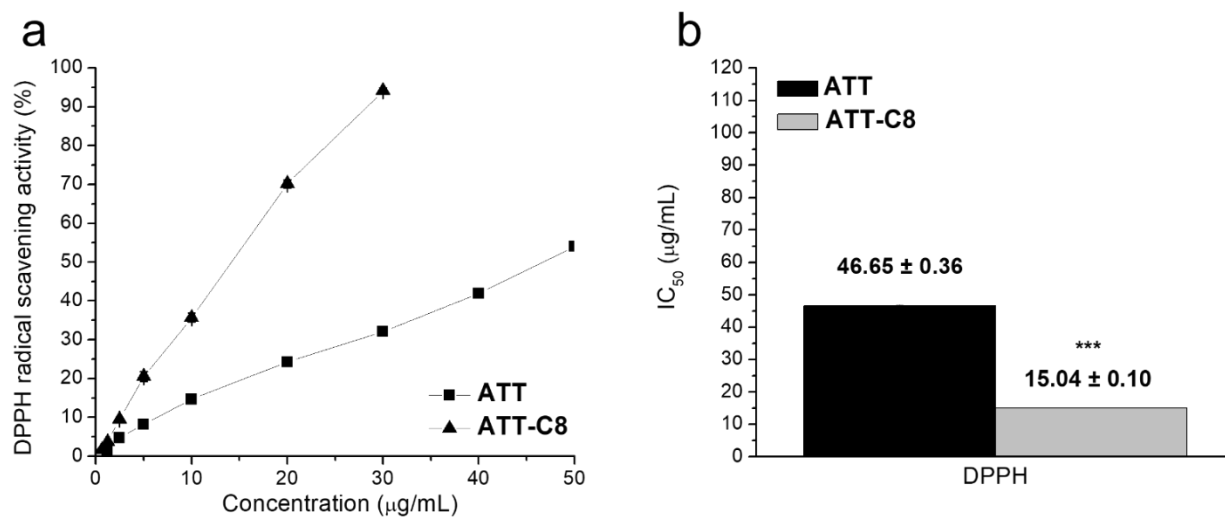 a
DPPH radical scavening activity (%)
100
90
80
70
60
50
40
30
20
10
0
0
10
20
30
40
50
Concentration (μg/mL)
ATT
ATT-C8
b
IC50 (μg/mL)
120
110
100
90
80
70
60
50
40
30
20
10
0
ATT
ATT-C8
46.65 ± 0.36
***
15.04 ± 0.10
DPPH